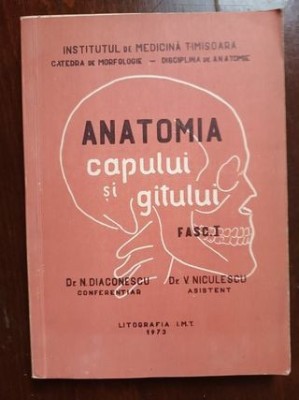 INSTITUTUL DE MEDICINĂ TIMIȘOARA
CATEDRA DE MORFOLOGIE — DISCIPLINA DE ANATOMIE
ANATOMIA
capului
și
gîtului
FASC. I
Dr N. DIACONESCU Dr V. NICULESCU
CONFERENȚIAR ASISTENT
LITOGRAFIA I.M.T.
1973